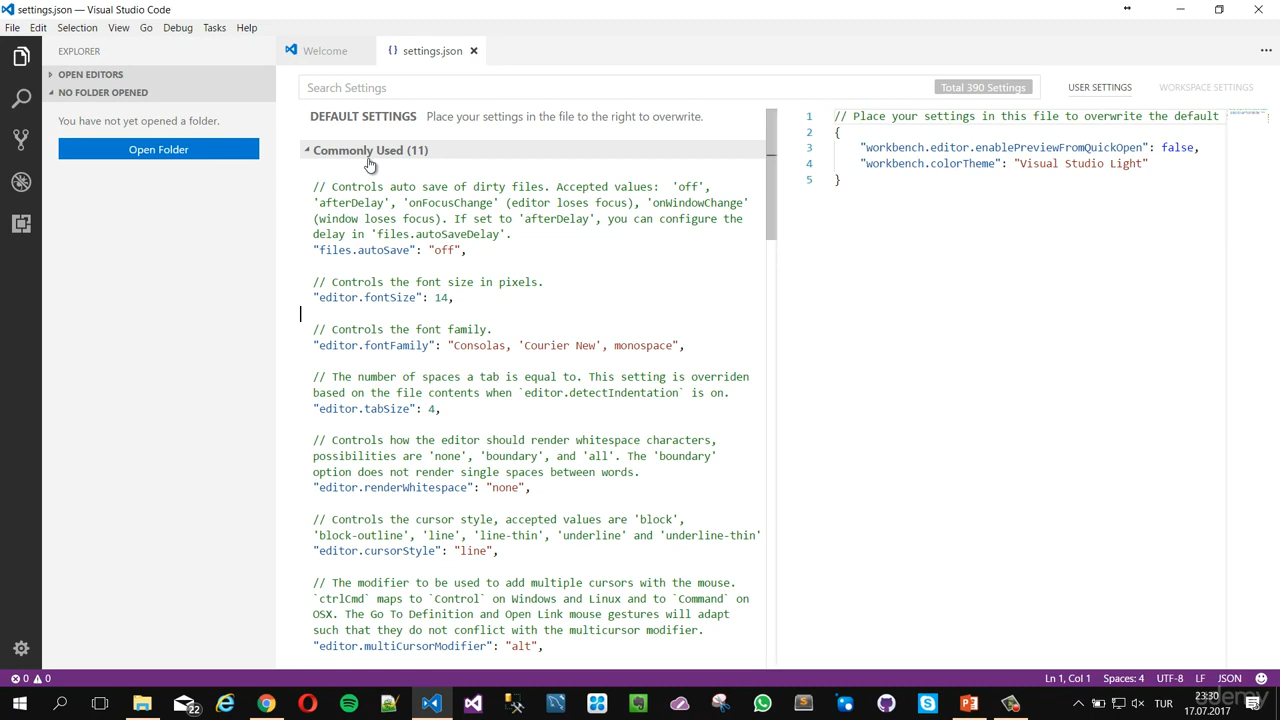 settings.json — Visual Studio Code
File Edit Selection View Go Debug Tasks Help
EXPLORER
OPEN EDITORS
NO FOLDER OPENED
You have not yet opened a folder.
Open Folder
Welcome
settings.json
Search Settings
Total 390 Settings
USER SETTINGS
WORKSPACE SETTINGS
DEFAULT SETTINGS Place your settings in the file to the right to overwrite.
Commonly Used (11)
// Controls auto save of dirty files. Accepted values:  'off',
'afterDelay', 'onFocusChange' (editor loses focus), 'onWindowChange'
(window loses focus). If set to 'afterDelay', you can configure the
delay in 'files.autoSaveDelay'.
"files.autoSave": "off",
// Controls the font size in pixels.
"editor.fontSize": 14,
// Controls the font family.
"editor.fontFamily": "Consolas, 'Courier New', monospace",
// The number of spaces a tab is equal to. This setting is overriden
based on the file contents when `editor.detectIndentation` is on.
"editor.tabSize": 4,
// Controls how the editor should render whitespace characters,
possibilities are 'none', 'boundary', and 'all'. The 'boundary'
option does not render single spaces between words.
"editor.renderWhitespace": "none",
// Controls the cursor style, accepted values are 'block',
'block-outline', 'line', 'line-thin', 'underline' and 'underline-thin'
"editor.cursorStyle": "line",
// The modifier to be used to add multiple cursors with the mouse.
`ctrlCmd` maps to `Control` on Windows and Linux and to `Command` on
OSX. The Go To Definition and Open Link mouse gestures will adapt
such that they do not conflict with the multicursor modifier.
"editor.multiCursorModifier": "alt",
1 // Place your settings in this file to overwrite the default
2 {
3 "workbench.editor.enablePreviewFromQuickOpen": false,
4 "workbench.colorTheme": "Visual Studio Light"
5 }
0 0
Ln 1, Col 1 Spaces: 4 UTF-8 LF JSON
22
TUR
23:30
17.07.2017
udemy